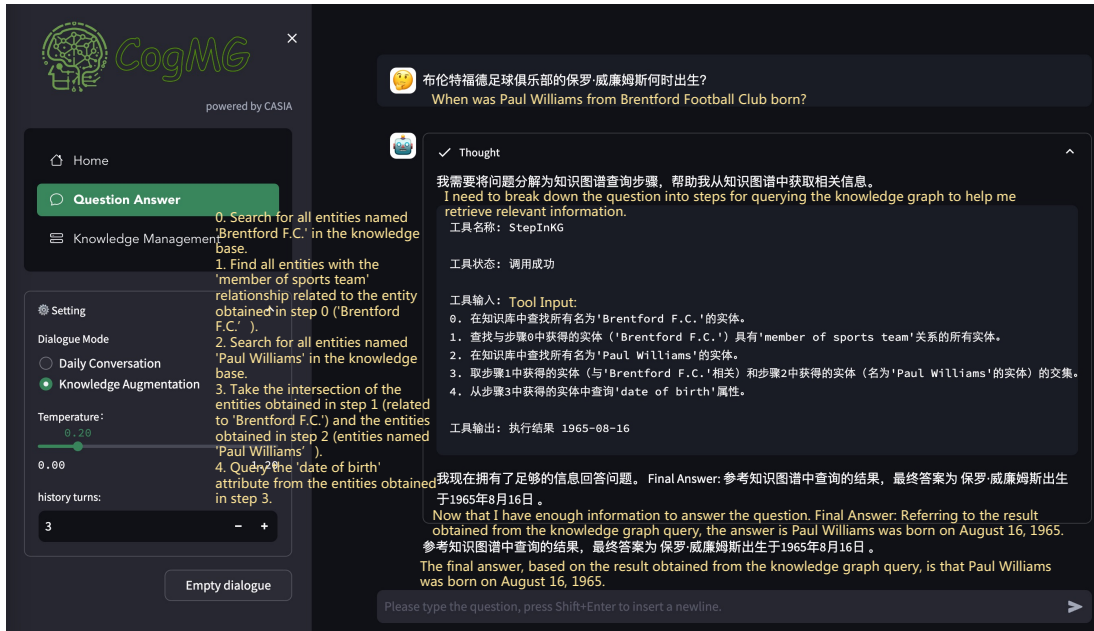 CogMG
powered by CASIA
Home
Question Answer
Knowledge Management
Setting
Dialogue Mode
Daily Conversation
Knowledge Augmentation
Temperature：
0.20
0.00
1.20
history turns:
3
Empty dialogue
0. Search for all entities named
'Brentford F.C.' in the knowledge
base.
1. Find all entities with the
'member of sports team'
relationship related to the entity
obtained in step 0 ('Brentford
F.C.' ).
2. Search for all entities named
'Paul Williams' in the knowledge
base.
3. Take the intersection of the
entities obtained in step 1 (related
to 'Brentford F.C.') and the entities
obtained in step 2 (entities named
'Paul Williams' ).
4. Query the 'date of birth'
attribute from the entities obtained
in step 3.
布伦特福德足球俱乐部的保罗·威廉姆斯何时出生?
When was Paul Williams from Brentford Football Club born?
Thought
我需要将问题分解为知识图谱查询步骤，帮助我从知识图谱中获取相关信息。
I need to break down the question into steps for querying the knowledge graph to help me
retrieve relevant information.
工具名称: StepInKG
工具状态: 调用成功
工具输入: Tool Input:
0. 在知识库中查找所有名为'Brentford F.C.'的实体。
1. 查找与步骤0中获得的实体（'Brentford F.C.'）具有'member of sports team'关系的所有实体。
2. 在知识库中查找所有名为'Paul Williams'的实体。
3. 取步骤1中获得的实体（与'Brentford F.C.'相关）和步骤2中获得的实体（名为'Paul Williams'的实体）的交集。
4. 从步骤3中获得的实体中查询'date of birth'属性。
工具输出: 执行结果 1965-08-16
我现在拥有了足够的信息回答问题。 Final Answer: 参考知识图谱中查询的结果，最终答案为 保罗·威廉姆斯出生
于1965年8月16日 。
Now that I have enough information to answer the question. Final Answer: Referring to the result
obtained from the knowledge graph query, the answer is Paul Williams was born on August 16, 1965.
参考知识图谱中查询的结果，最终答案为 保罗·威廉姆斯出生于1965年8月16日 。
The final answer, based on the result obtained from the knowledge graph query, is that Paul Williams
was born on August 16, 1965.
Please type the question, press Shift+Enter to insert a newline.